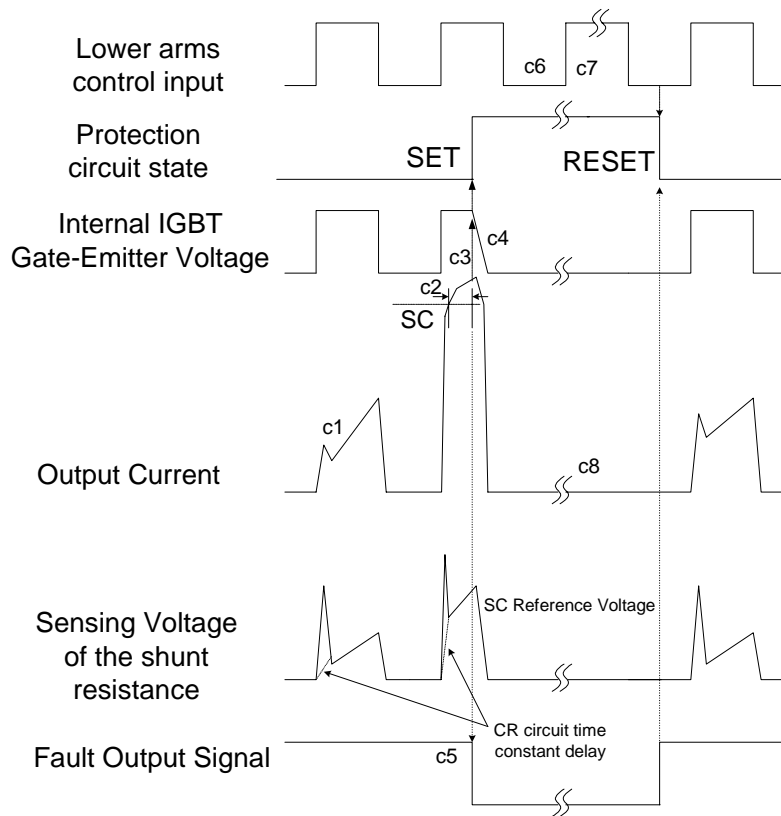 Lower arms
control input
c6
c7
Protection
circuit state
SET
RESET
Internal IGBT
Gate-Emitter Voltage
c4
c3
c2
SC
c1
Output Current
c8
SC Reference Voltage
Sensing Voltage
of the shunt
resistance
CR circuit time
constant delay
Fault Output Signal
c5